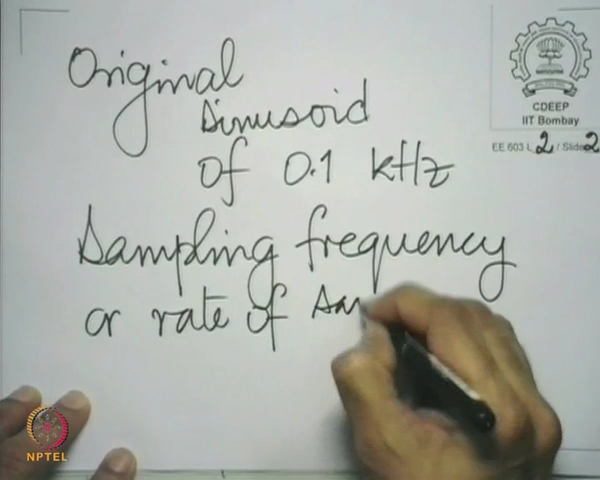 Original
Sinusoid
of 0.1 kHz
Sampling frequency
or rate of
CDEEP
IIT Bombay
EE 603 L 2 / Slide 2
NPTEL